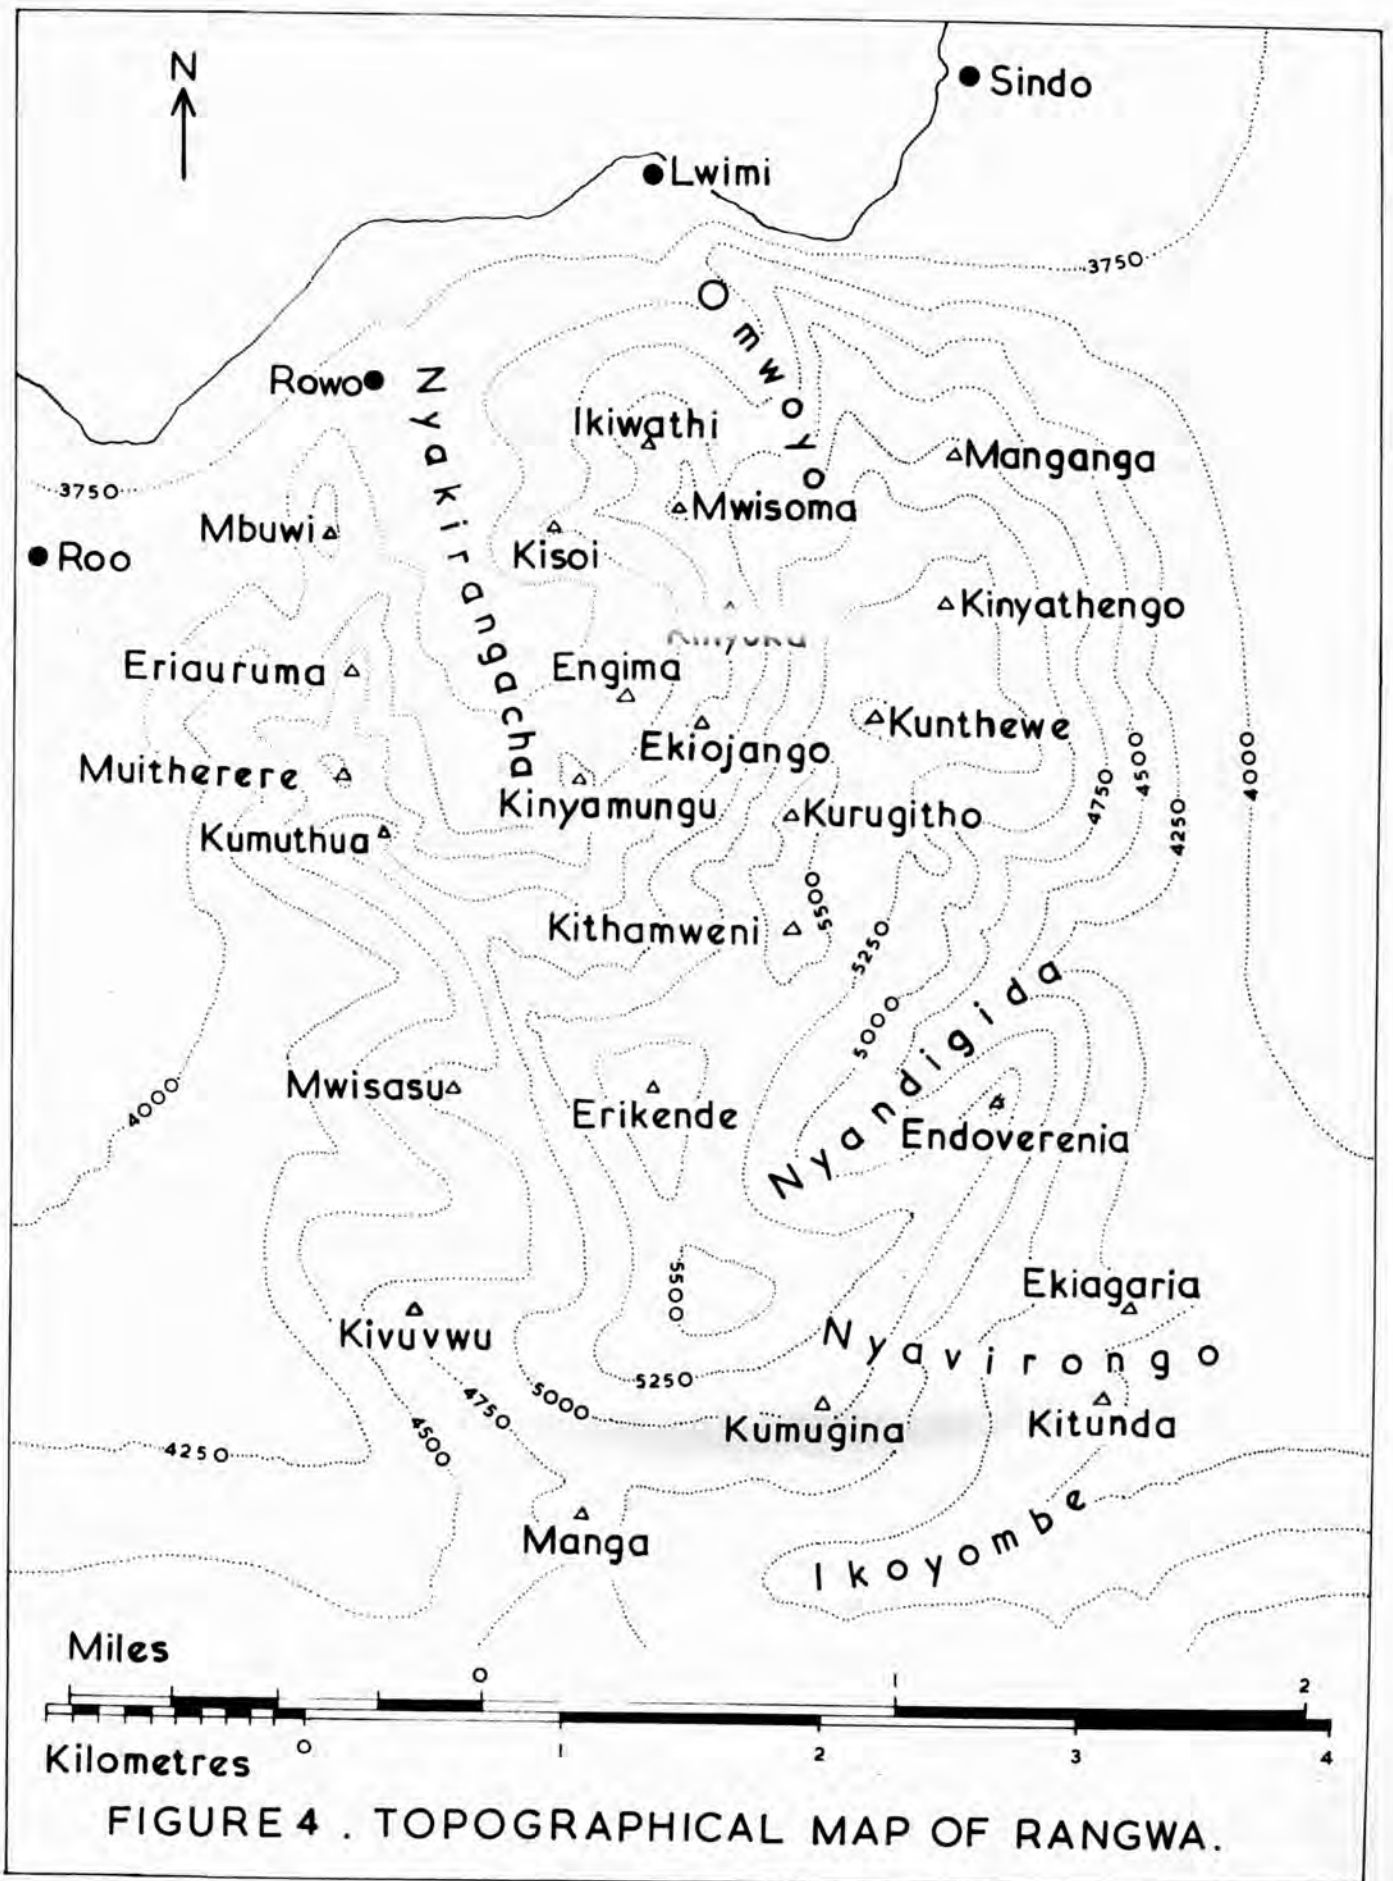 N
Sindo
Lwimi
3750
Omwoyo
Rowo
Nyakirangacha
Ikiwathi
Manganga
3750
Mwisoma
Mbuwi
Kisoi
Roo
Kinyathengo
Eriauruma
Engima
Kunthewe
Ekiojango
Muitherere
4750
4500
4250
4000
Kinyamungu
Kurugitho
Kumuthua
5500
Kithamweni
5250
5000
Nyandigida
4000
Mwisasu
Erikende
Endoverenia
5500
Ekiagaria
Kivuvwu
Nyavirongo
5250
5000
4750
4500
Kumugina
Kitunda
4250
Manga
Ikoyombe
Miles
0 1 2
0 1 2 3 4
Kilometres
FIGURE 4 . TOPOGRAPHICAL MAP OF RANGWA.